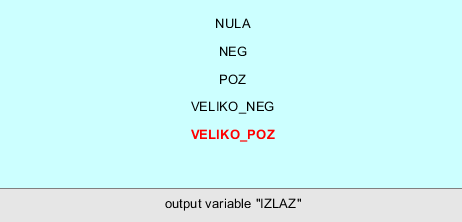 NULA
NEG
POZ
VELIKO_NEG
VELIKO_POZ
output variable "IZLAZ"